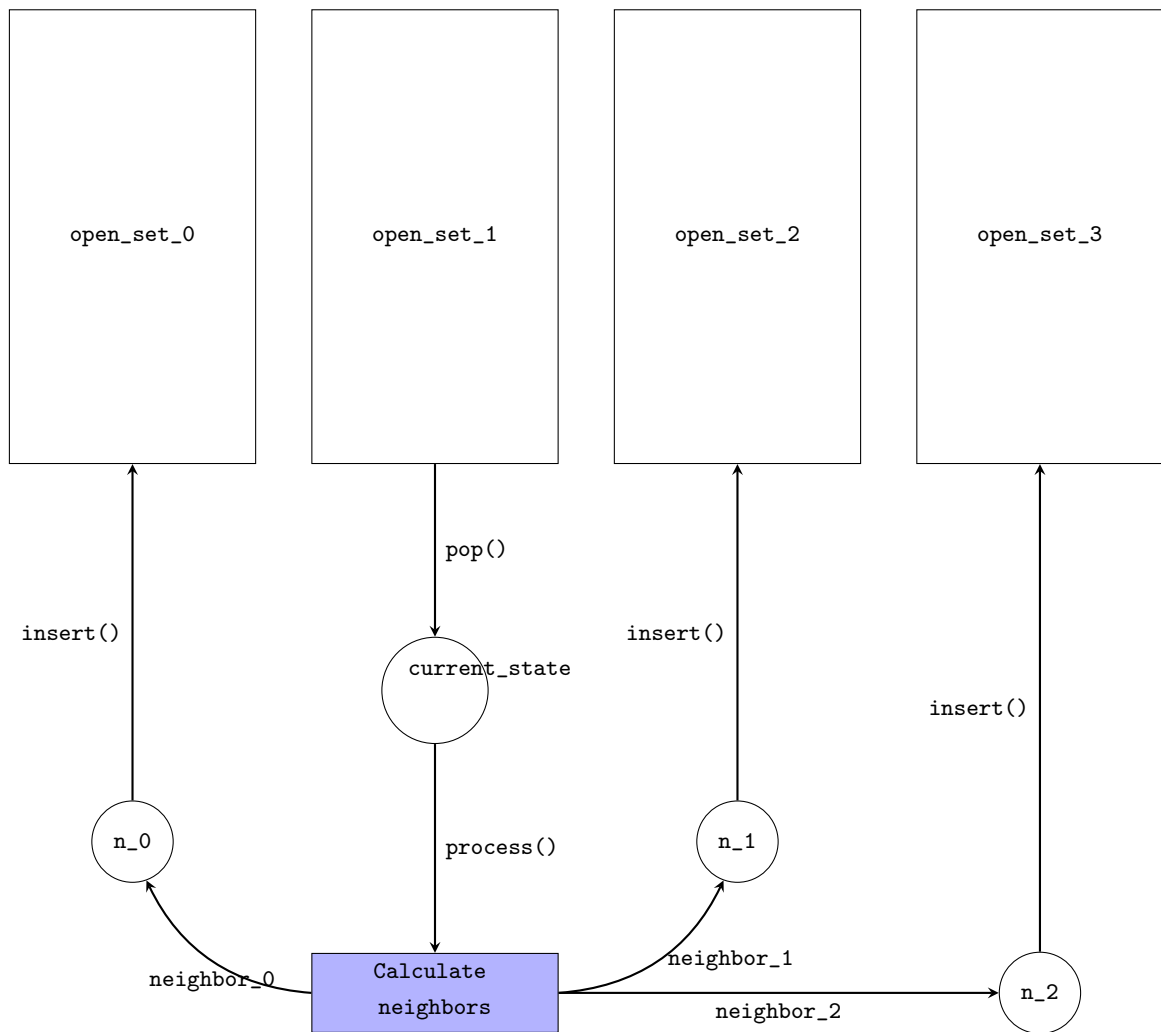 open_set_0
open_set_1
open_set_2
open_set_3
pop()
insert()
insert()
current_state
insert()
n_0
n_1
process()
neighbor_1
Calculate
neighbors
neighbor_0
n_2
neighbor_2